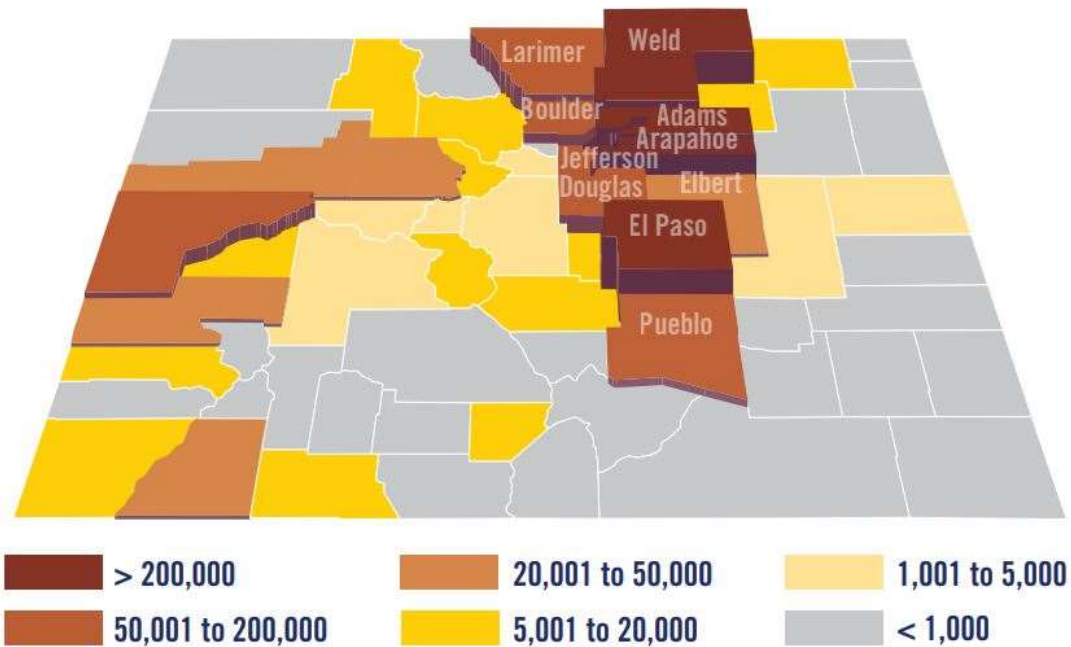 Larimer
Weld
Boulder
Adams
Arapahoe
Jefferson
Douglas
Elbert
El Paso
Pueblo
> 200,000
20,001 to 50,000
1,001 to 5,000
50,001 to 200,000
5,001 to 20,000
< 1,000